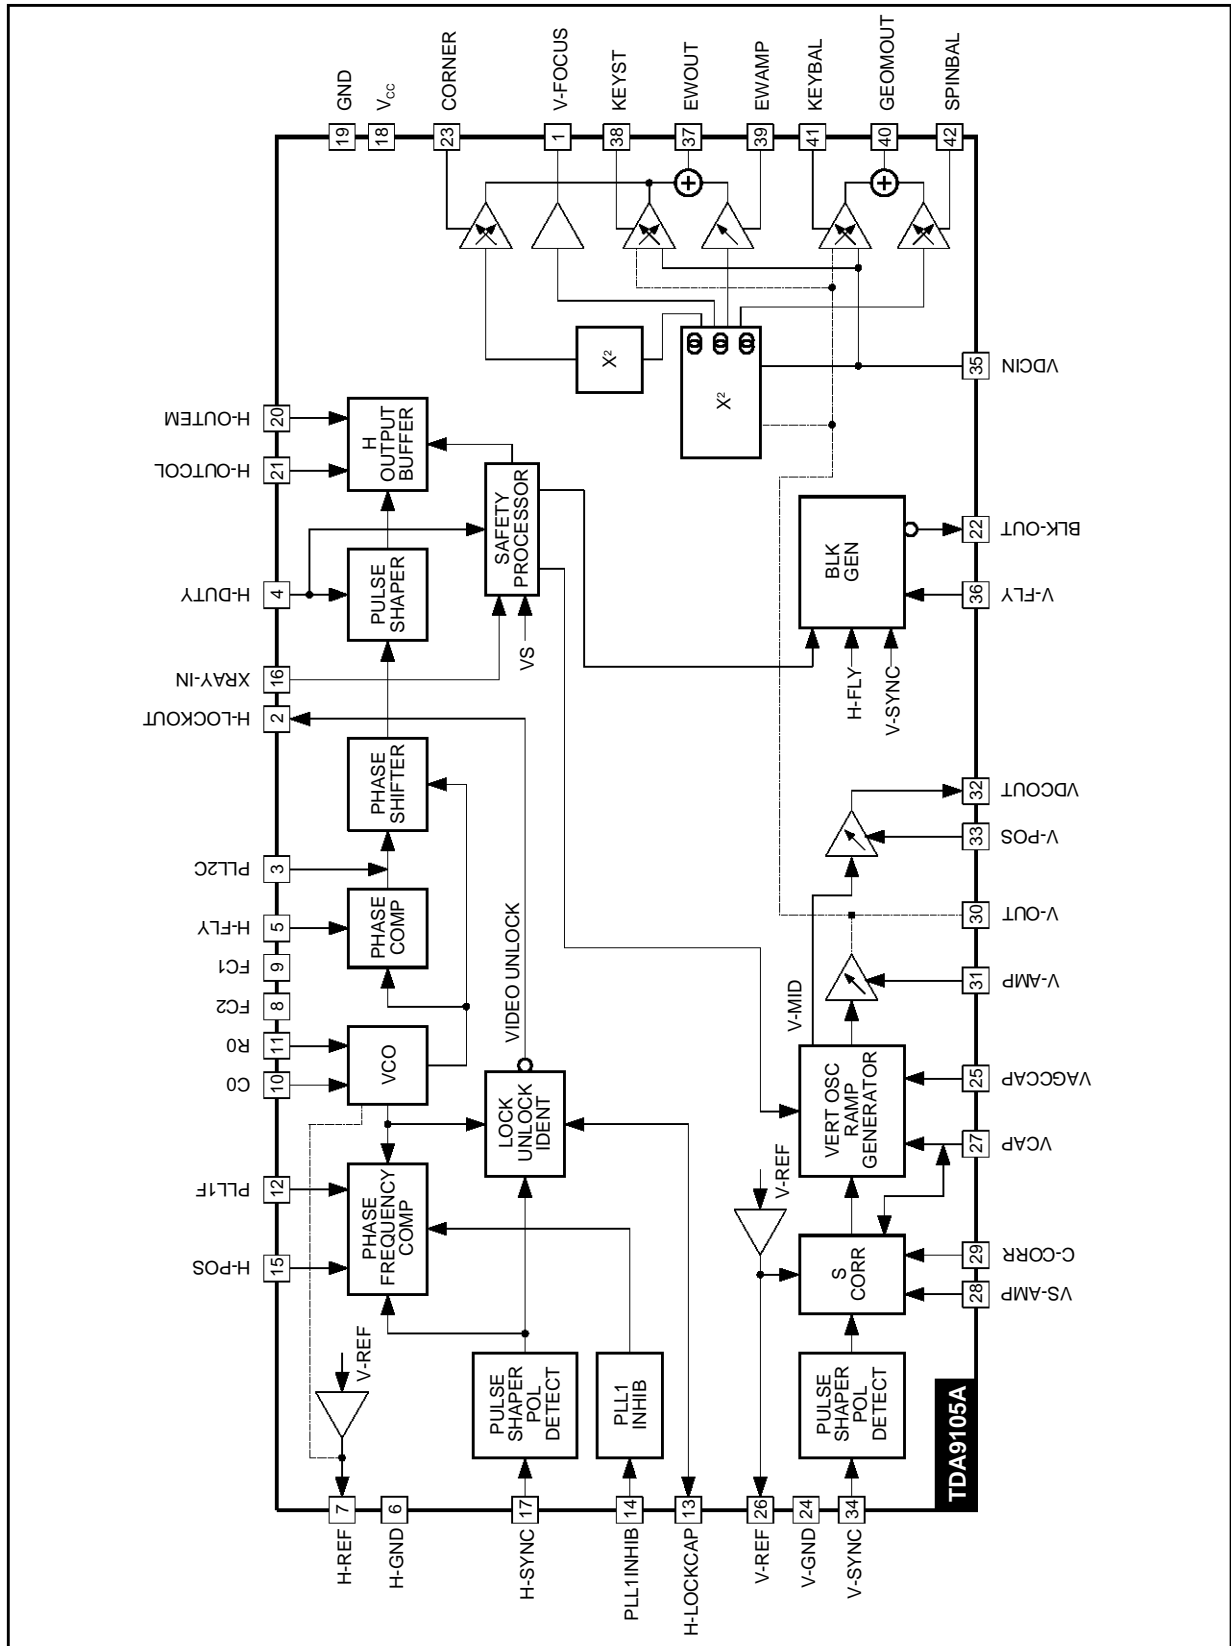 H-POS
15
PLL1F
12
C0
10
R0
11
FC2
8
FC1
9
H-FLY
5
PLL2C
3
H-LOCKOUT
2
XRAY-IN
16
H-DUTY
4
H-OUTCOL
21
H-OUTEM
20
GND
19
VCC
18
CORNER
23
V-FOCUS
1
KEYST
38
EWOUT
37
EWAMP
39
KEYBAL
41
GEOMOUT
40
SPINBAL
42
H-REF
7
H-GND
6
H-SYNC
17
PLL1INHIB
14
H-LOCKCAP
13
V-REF
26
V-GND
24
V-SYNC
34
V-REF
PHASE
FREQUENCY
COMP
VCO
PHASE
COMP
PHASE
SHIFTER
PULSE
SHAPER
H
OUTPUT
BUFFER
PULSE
SHAPER
POL
DETECT
PLL1
INHIB
LOCK
UNLOCK
IDENT
VIDEO UNLOCK
VS
SAFETY
PROCESSOR
X²
X²
V-REF
PULSE
SHAPER
POL
DETECT
S
CORR
VERT OSC
RAMP
GENERATOR
V-MID
H-FLY
V-SYNC
BLK
GEN
28
VS-AMP
29
C-CORR
27
VCAP
25
VAGCCAP
31
V-AMP
30
V-OUT
33
V-POS
32
VDCOUT
36
V-FLY
22
BLK-OUT
35
VDCIN
TDA9105A